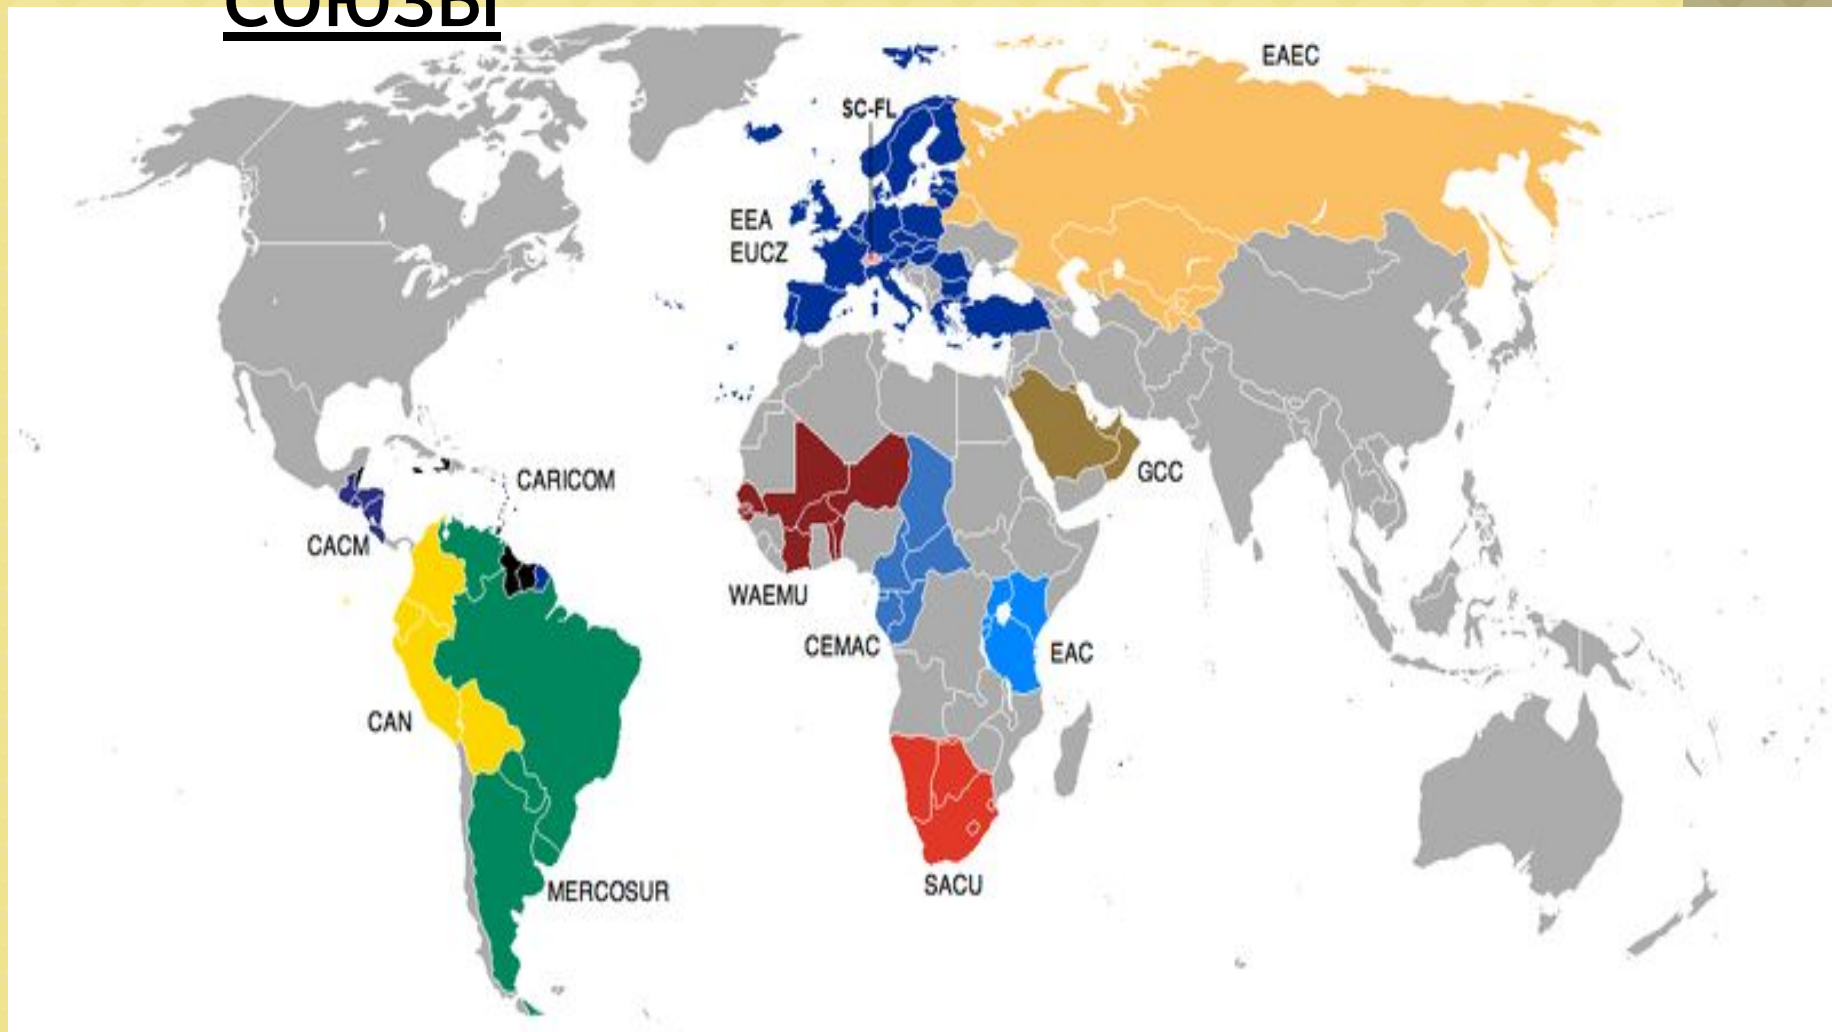 СОЮЗЫ
EAEC
SC-FL
EEA
EUCZ
GCC
CARICOM
CACM
WAEMU
CEMAC
EAC
CAN
SACU
MERCOSUR